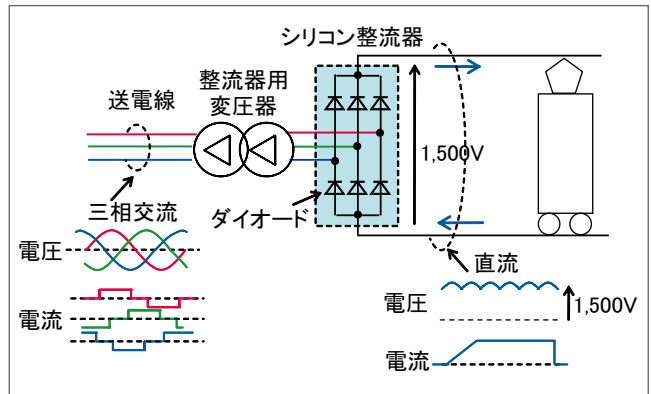 シリコン整流器
整流器用
変圧器
送電線
1,500V
三相交流
ダイオード
電圧
電流
直流
電圧
1,500V
電流